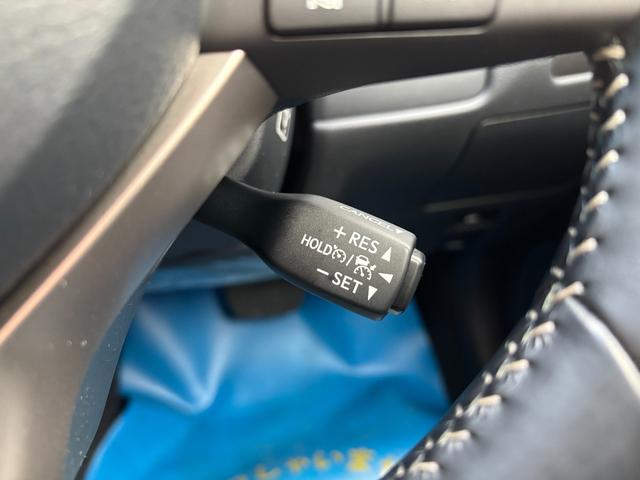 CANCEL
+ RES
HOLD /
- SET